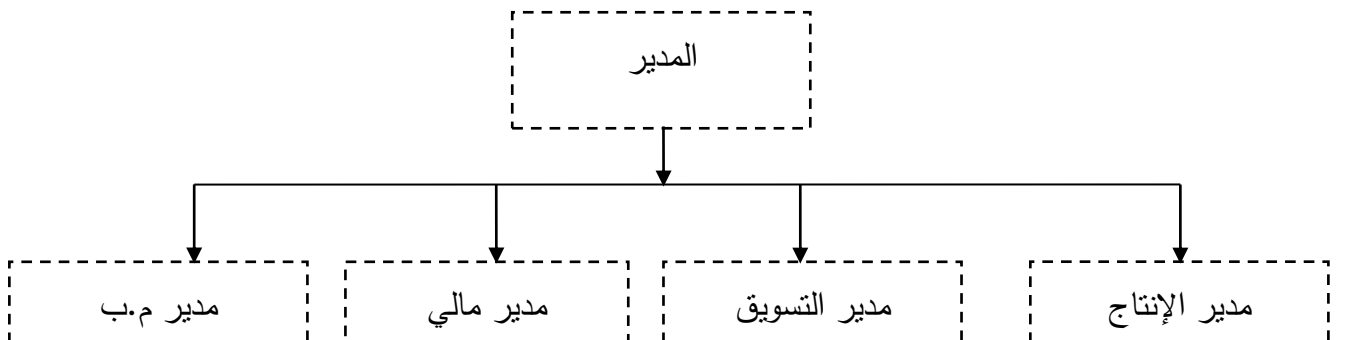 المدير
مدير الإنتاج
مدير التسويق
مدير مالي
مدير م.ب